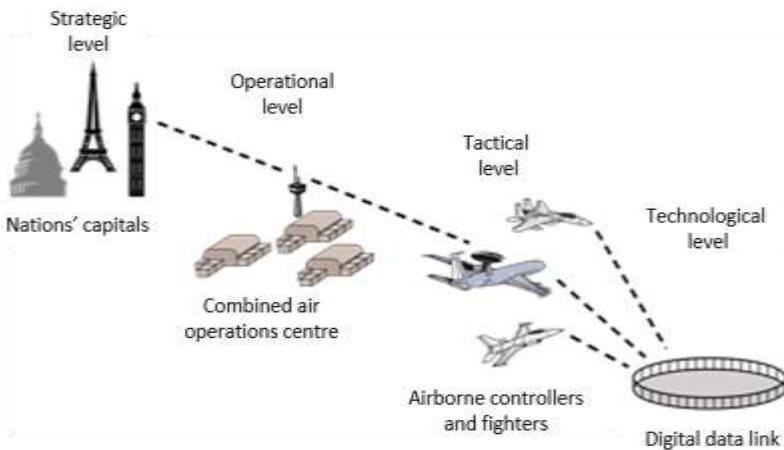 Strategic
level
Operational
level
Tactical
level
Technological
level
Nations’ capitals
Combined air
operations centre
Airborne controllers
and fighters
Digital data link